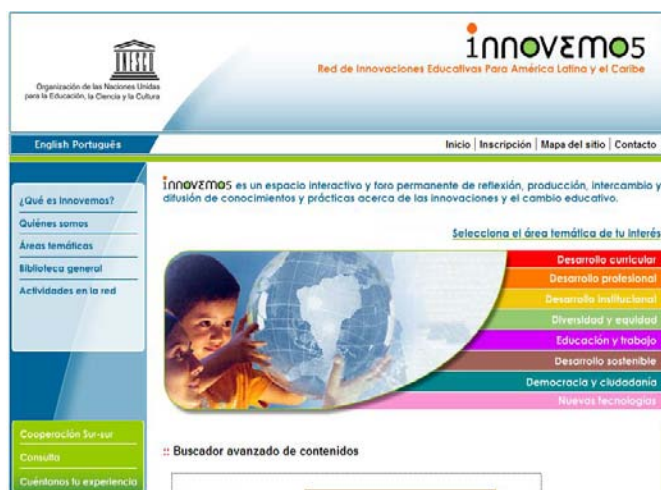 innovemos
Red de Innovaciones Educativas Para América Latina y el Caribe
Organización de las Naciones Unidas
para la Educación, la Ciencia y la Cultura
English Português
Inicio | Inscripción | Mapa del sitio | Contacto
¿Qué es Innovemos?
Quiénes somos
Áreas temáticas
Biblioteca general
Actividades en la red
innovemos es un espacio interactivo y foro permanente de reflexión, producción, intercambio y
difusión de conocimientos y prácticas acerca de las innovaciones y el cambio educativo.
Selecciona el área temática de tu interés
Desarrollo curricular
Desarrollo profesional
Desarrollo institucional
Diversidad y equidad
Educación y trabajo
Desarrollo sostenible
Democracia y ciudadanía
Nuevas tecnologías
Cooperación Sur-sur
Consulta
Cuéntanos tu experiencia
:: Buscador avanzado de contenidos